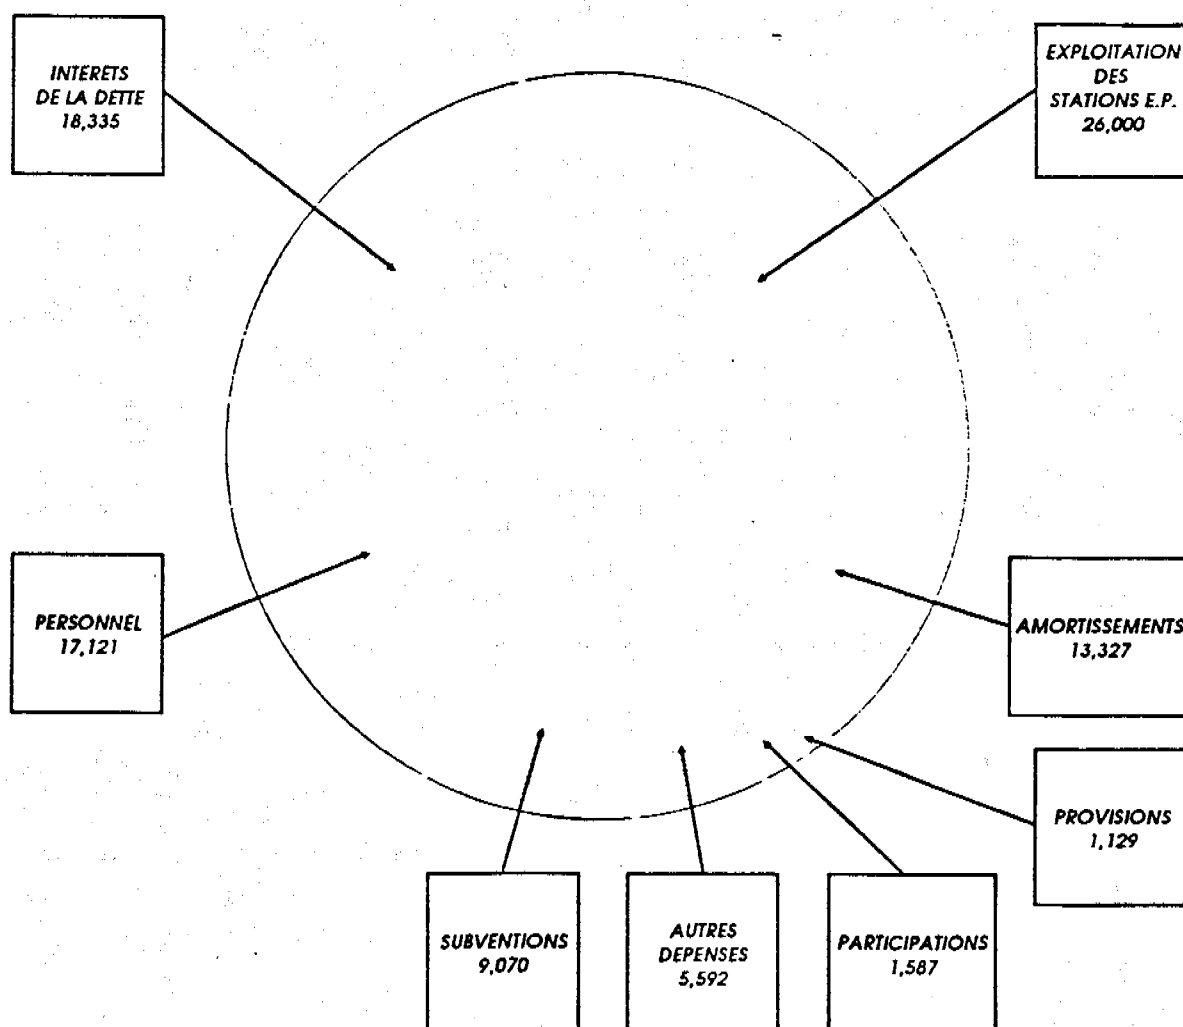 INTÉRETS
DE LA DETTE
18,335
EXPLOITATION
DES
STATIONS E.P.
26,000
PERSONNEL
17,121
AMORTISSEMENTS
13,327
PROVISIONS
1,129
SUBVENTIONS
9,070
AUTRES
DEPENSES
5,592
PARTICIPATIONS
1,587